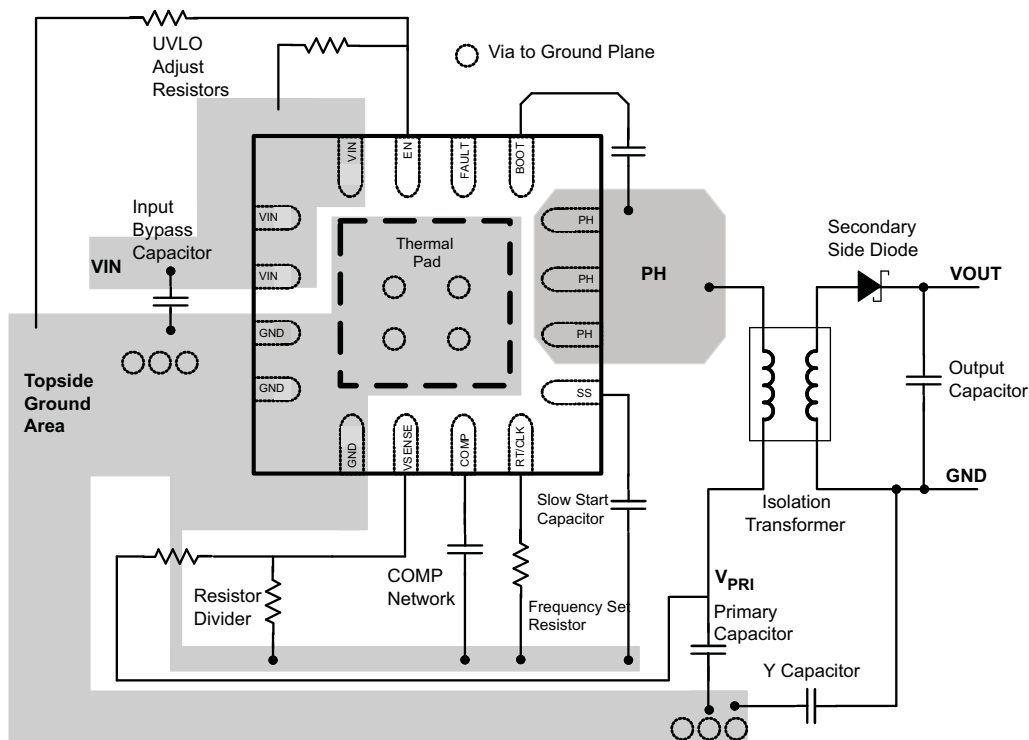 UVLO
Adjust
Resistors
Via to Ground Plane
VIN
EN
FAULT
BOOT
Input
Bypass
Capacitor
VIN
VIN
VIN
GND
GND
Thermal
Pad
PH
PH
PH
SS
PH
Secondary
Side Diode
VOUT
Topside
Ground
Area
Output
Capacitor
GND
VSENSE
COMP
RT/CLK
GND
Isolation
Transformer
Slow Start
Capacitor
Resistor
Divider
COMP
Network
Frequency Set
Resistor
VPRI
Primary
Capacitor
Y Capacitor